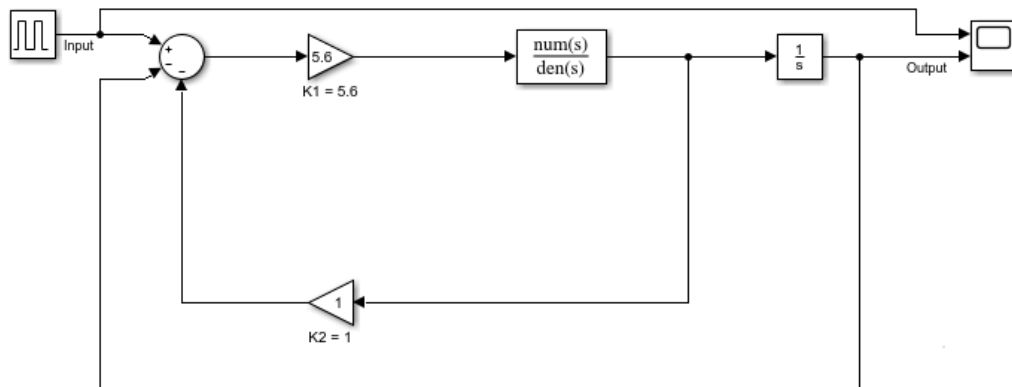 Input
+
−
−
5.6
K1 = 5.6
num(s)
den(s)
1
s
Output
1
K2 = 1